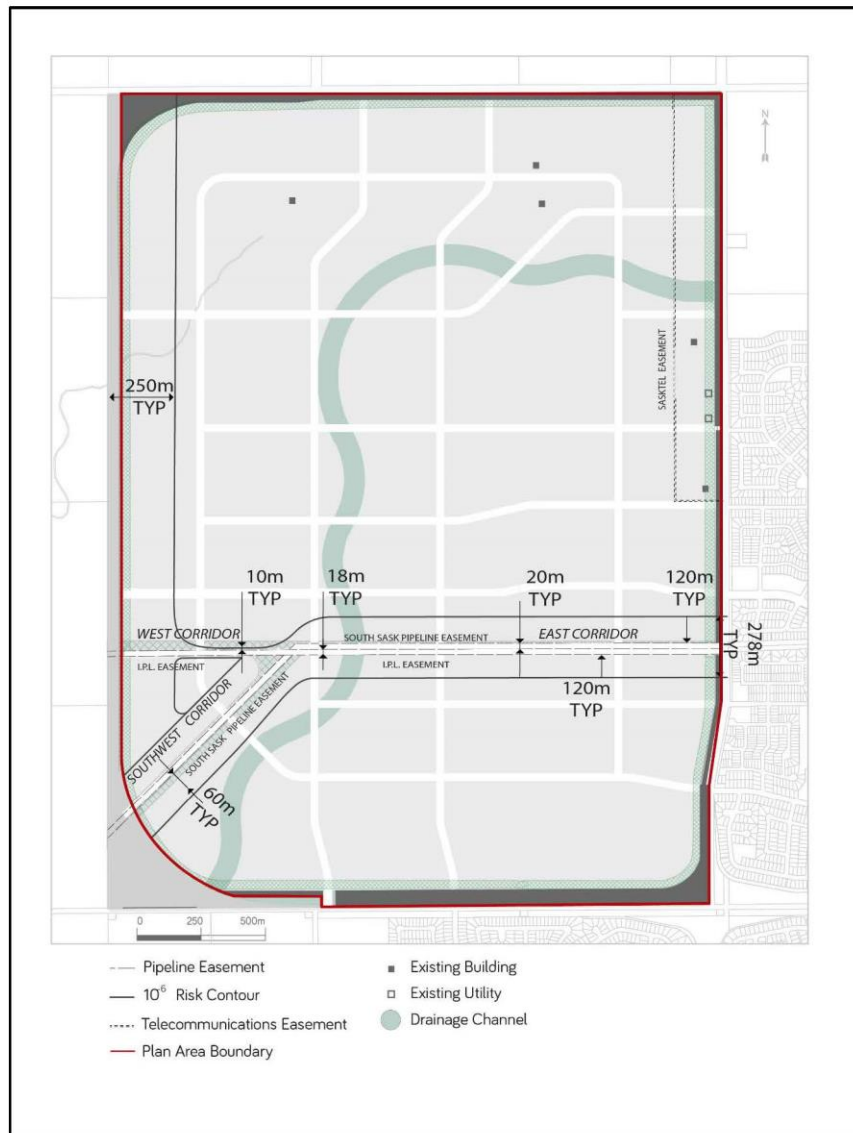 N
250m
TYP
SASKTEL EASEMENT
10m
TYP
18m
TYP
20m
TYP
120m
TYP
278m
TYP
WEST CORRIDOR
SOUTH SASK PIPELINE EASEMENT
EAST CORRIDOR
I.P.L. EASEMENT
I.P.L. EASEMENT
120m
TYP
SOUTHWEST CORRIDOR
SOUTH SASK PIPELINE EASEMENT
60m
TYP
0 250 500m
Pipeline Easement
10⁶ Risk Contour
Telecommunications Easement
Plan Area Boundary
Existing Building
Existing Utility
Drainage Channel